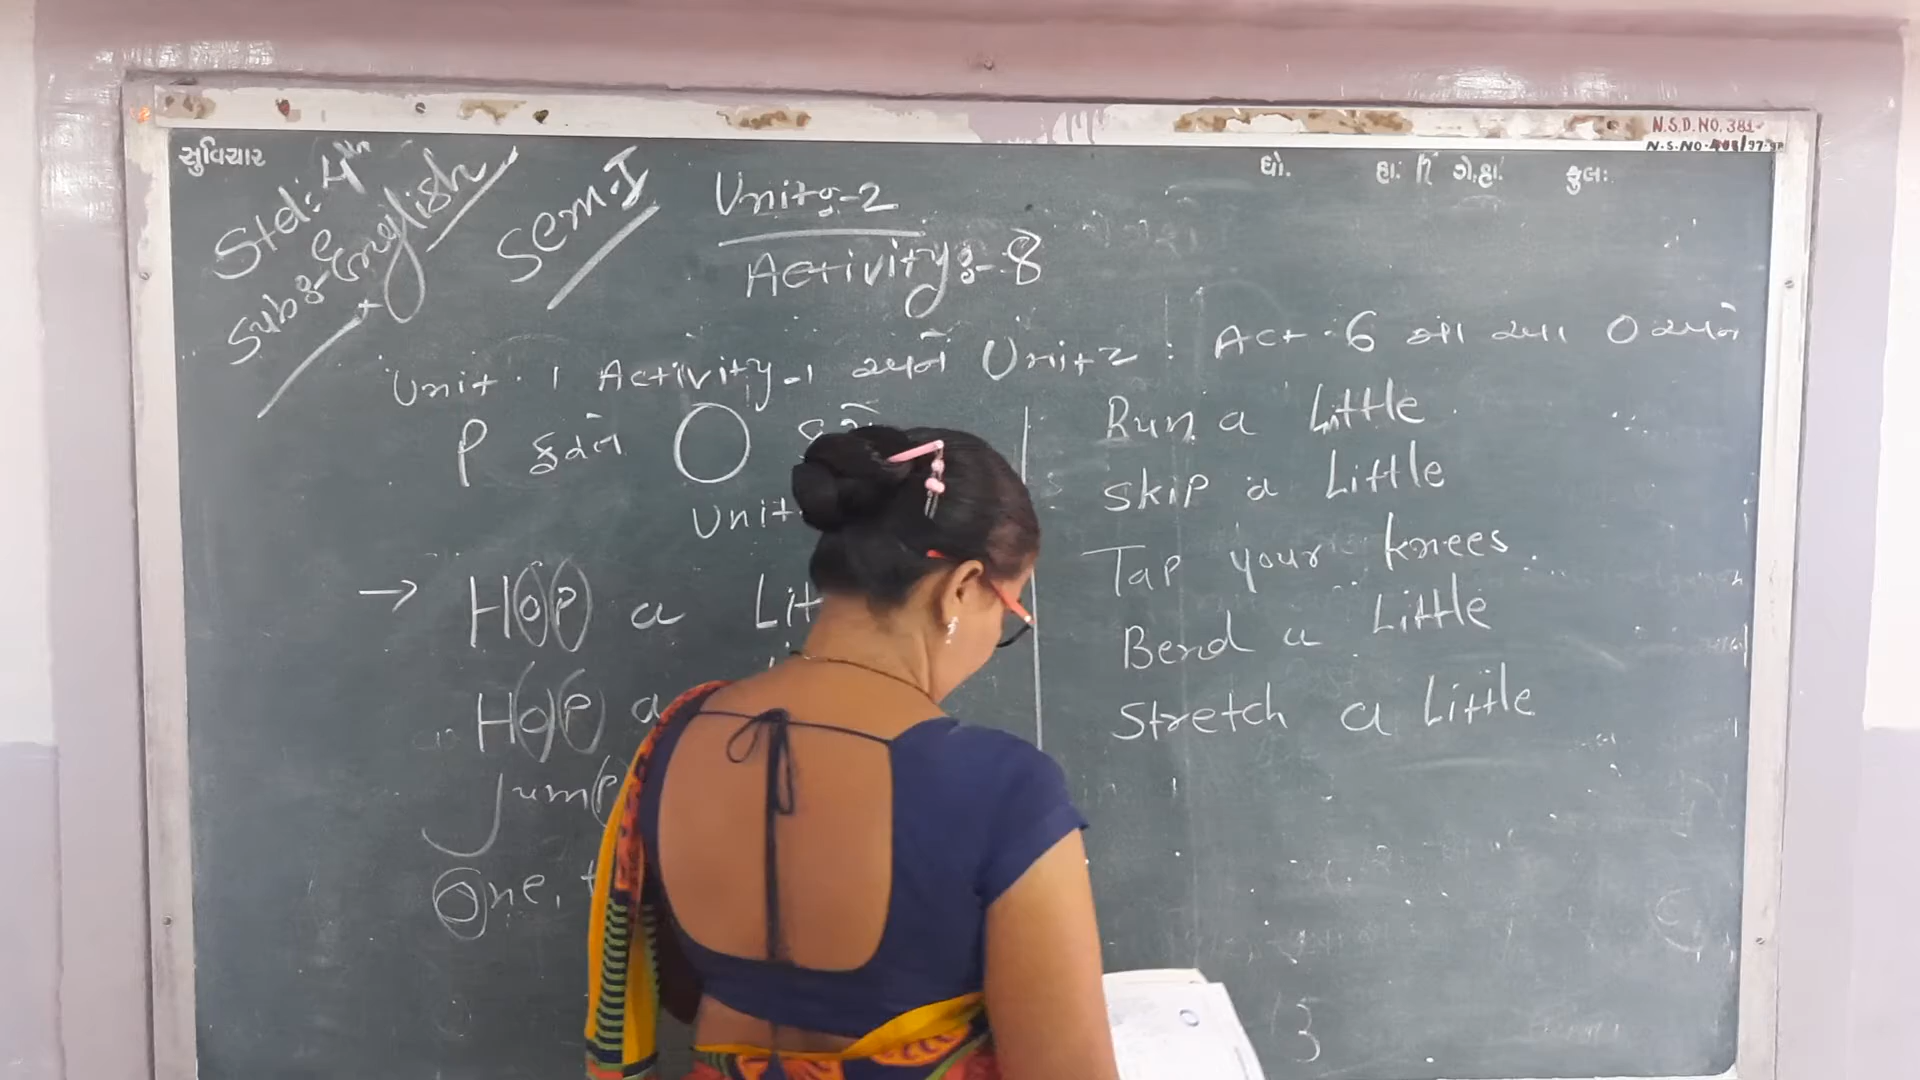 N.S.D.NO. 381
સુવિચાર
ધો. હા. ગે.હા. કુલઃ
Std:- 4th
Sub:- English
Sem-I
Unit:-2
Activity:-8
Unit. 1 Activity-1 અને Unit 2 : Act. 6 માં આ O અને
P ફરતે O
Unit
→ HOP a Lit
HOP a
Jump
One, t
Run a Little
Skip a Little
Tap your knees
Bend a Little
Stretch a Little